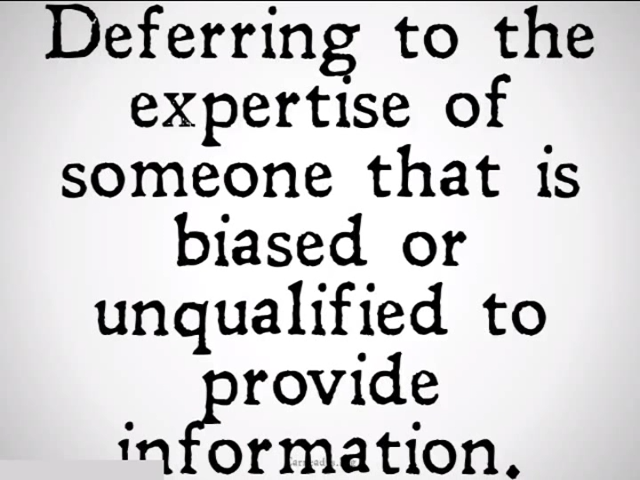 Deferring to the
expertise of
someone that is
biased or
unqualified to
provide
information.